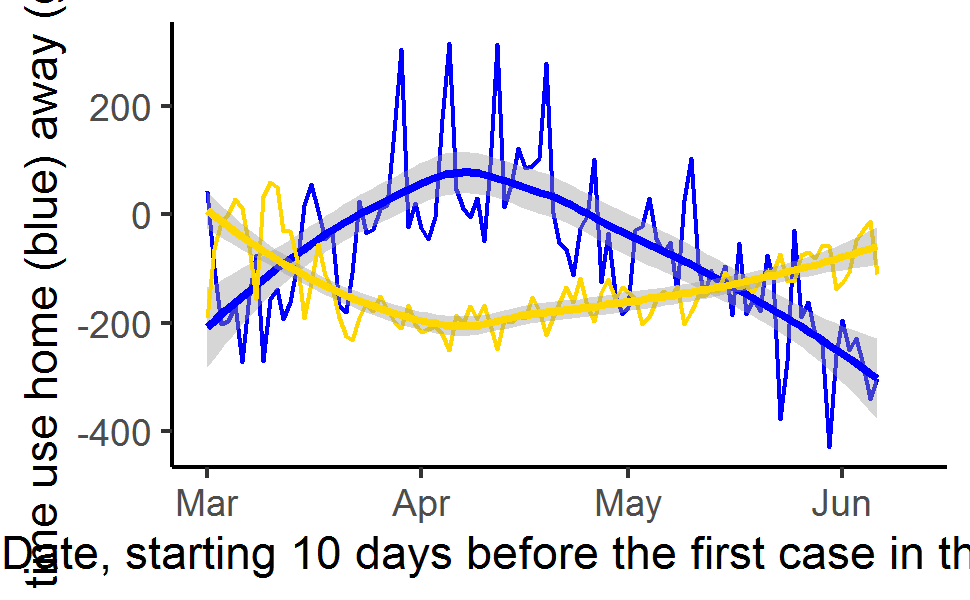 time use home (blue) away (
200
0
-200
-400
Mar Apr May Jun
Date, starting 10 days before the first case in th